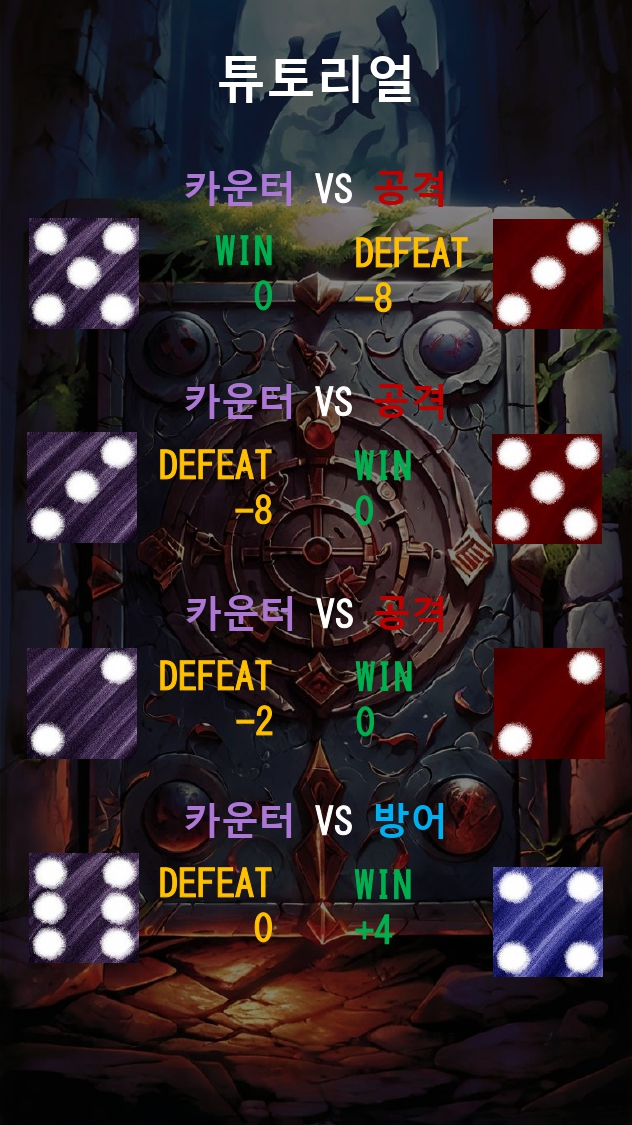 튜토리얼
카운터 VS 공격
WIN DEFEAT
0 -8
카운터 VS 공격
DEFEAT WIN
-8 0
카운터 VS 공격
DEFEAT WIN
-2 0
카운터 VS 방어
DEFEAT WIN
0 +4